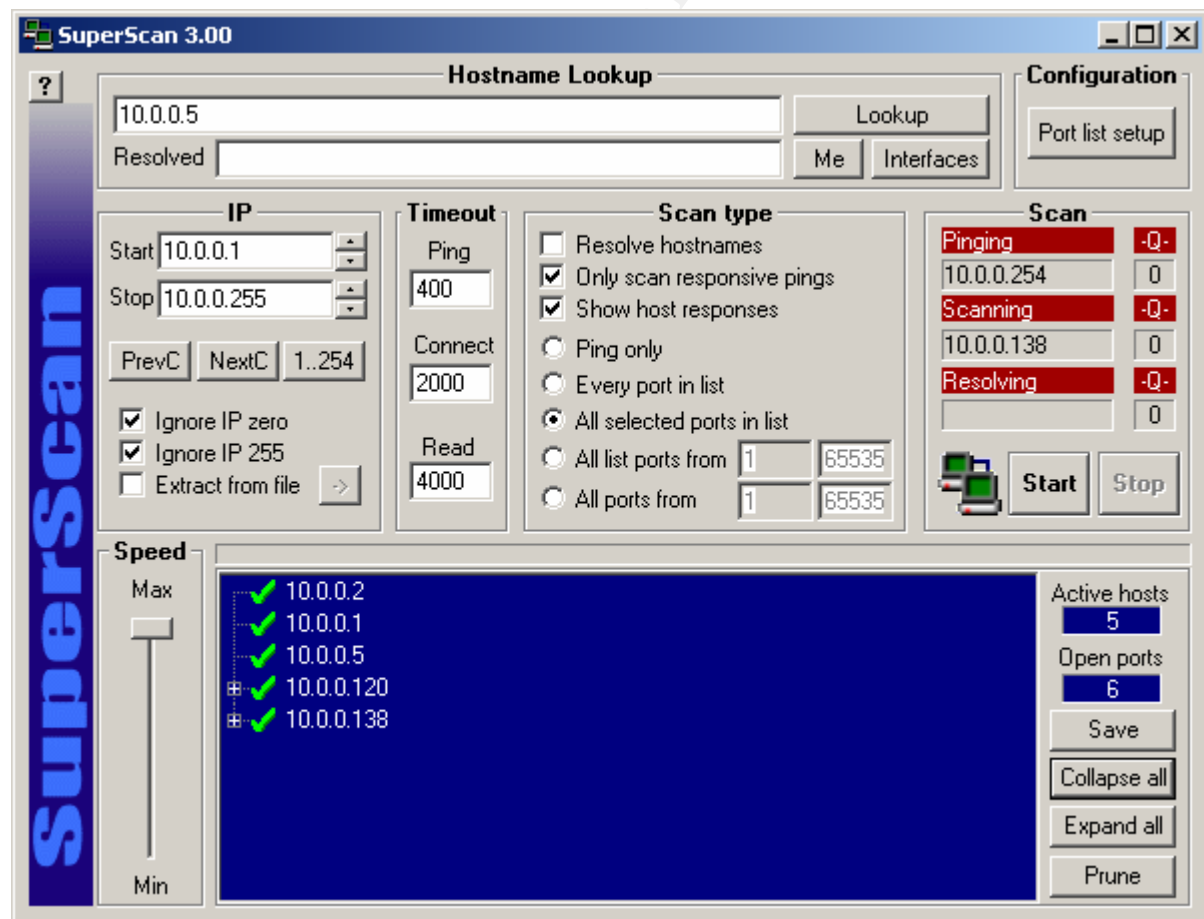 SuperScan 3.00
?
Hostname Lookup
10.0.0.5
Lookup
Resolved
Me
Interfaces
Configuration
Port list setup
IP
Start 10.0.0.1
Stop 10.0.0.255
PrevC
NextC
1..254
Ignore IP zero
Ignore IP 255
Extract from file
->
Timeout
Ping
400
Connect
2000
Read
4000
Scan type
Resolve hostnames
Only scan responsive pings
Show host responses
Ping only
Every port in list
All selected ports in list
All list ports from 1 65535
All ports from 1 65535
Scan
Pinging -Q-
10.0.0.254 0
Scanning -Q-
10.0.0.138 0
Resolving -Q-
0
Start
Stop
SuperScan
Speed
Max
Min
10.0.0.2
10.0.0.1
10.0.0.5
10.0.0.120
10.0.0.138
Active hosts
5
Open ports
6
Save
Collapse all
Expand all
Prune